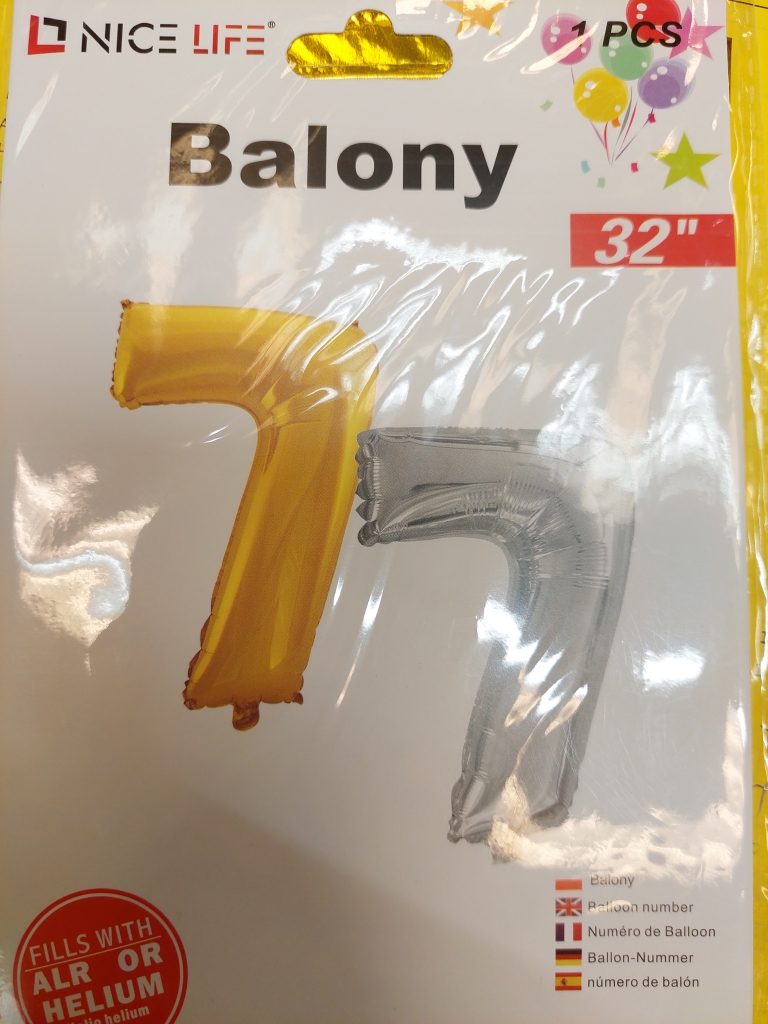 NICE LIFE®
1 PCS
Balony
32"
Balony
Balloon number
Numéro de Balloon
Ballon-Nummer
número de balón
FILLS WITH
ALR OR
HELIUM
helium